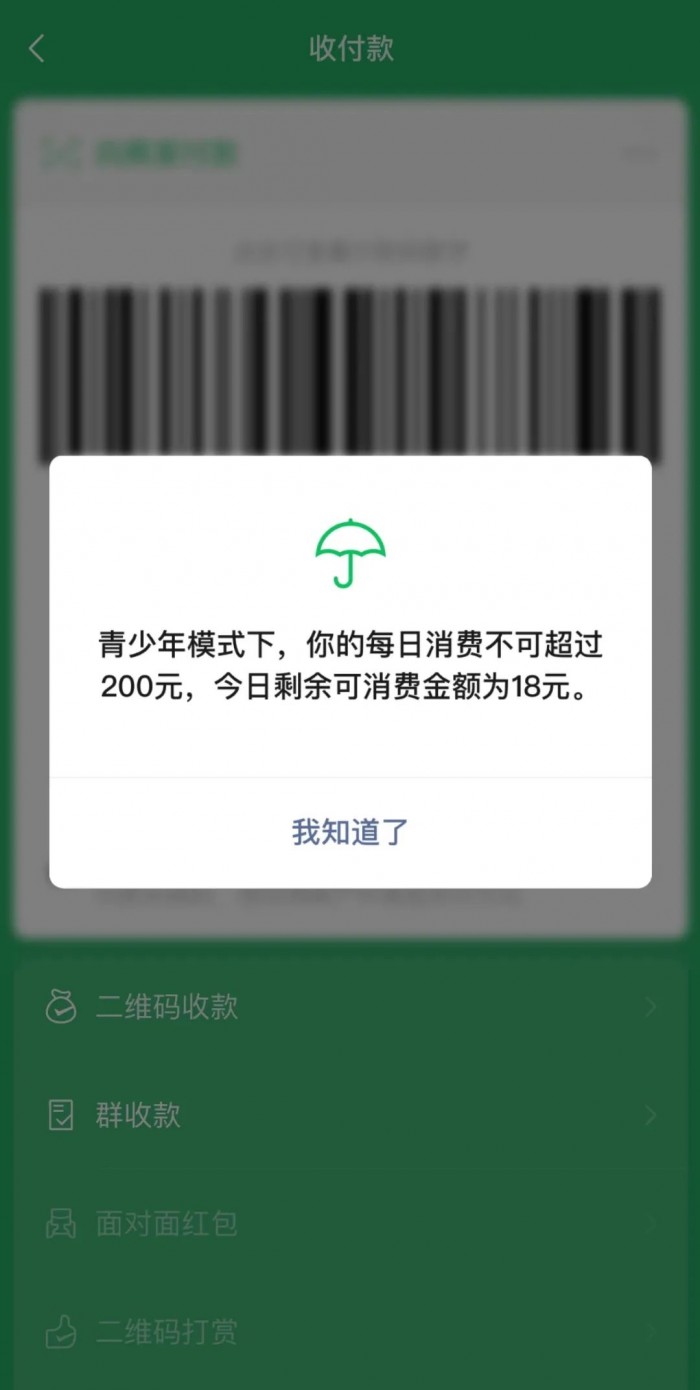 收付款
青少年模式下，你的每日消费不可超过
200元，今日剩余可消费金额为18元。
我知道了
二维码收款
群收款
面对面红包
二维码打赏